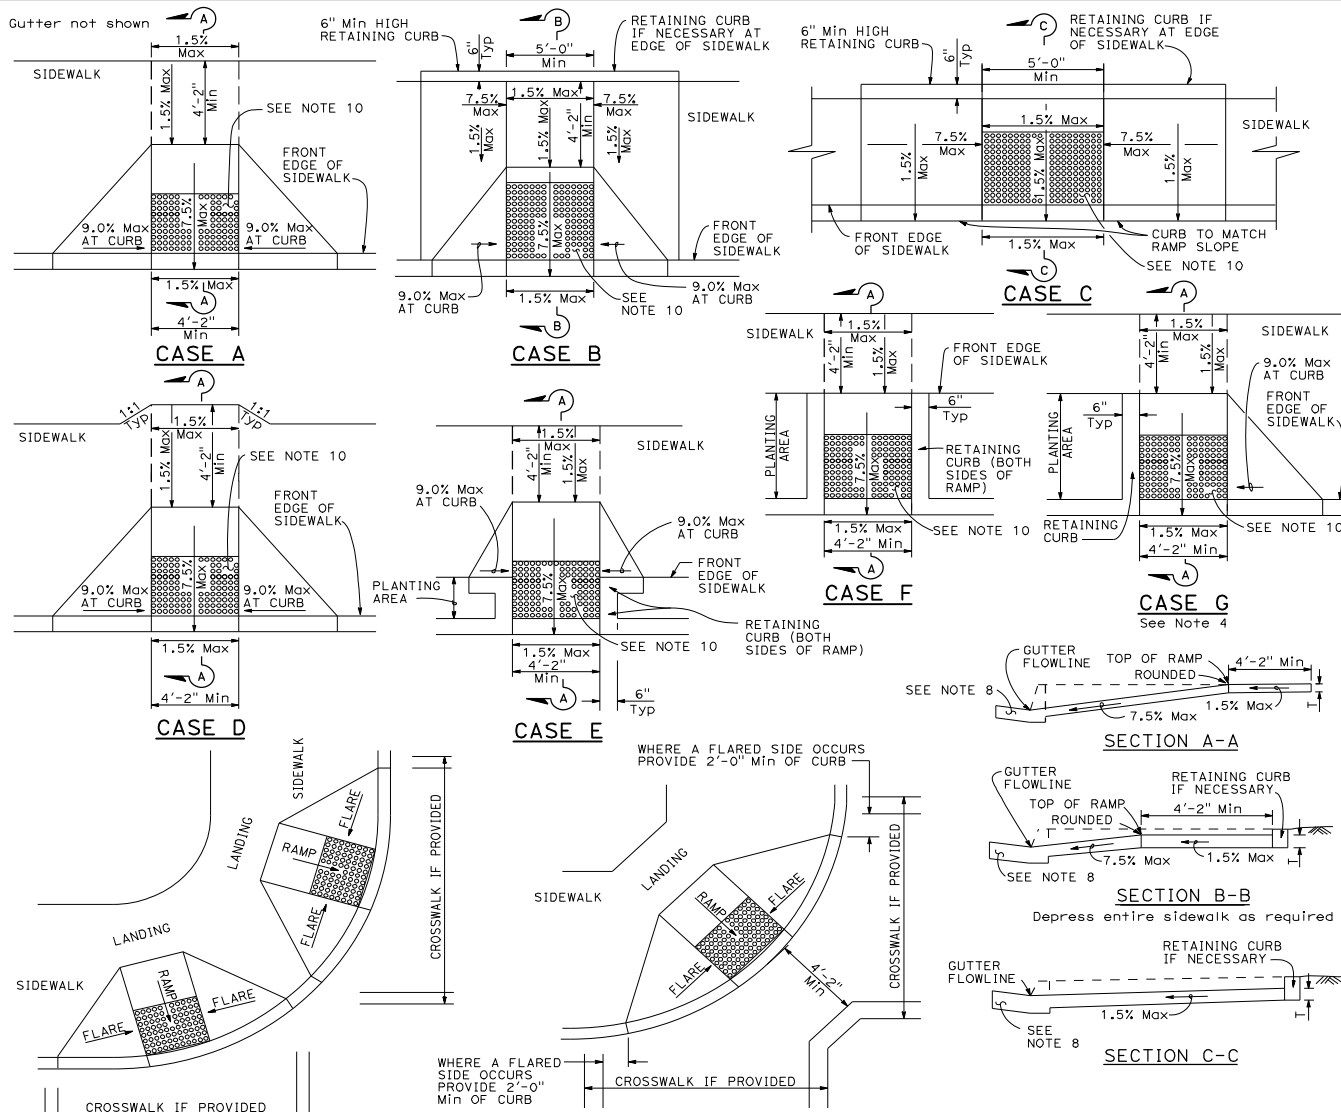 Gutter not shown
A
1.5%
Max
SIDEWALK
1.5% Max
4'-2"
Min
SEE NOTE 10
FRONT
EDGE OF
SIDEWALK
7.5%
Max
9.0% Max
AT CURB
9.0% Max
AT CURB
1.5% Max
A
4'-2"
Min
CASE A
6" Min HIGH
RETAINING CURB
6"
Typ
B
5'-0"
Min
RETAINING CURB
IF NECESSARY AT
EDGE OF SIDEWALK
7.5%
Max
1.5% Max
7.5%
Max
SIDEWALK
1.5%
Max
1.5% Max
4'-2"
Min
1.5%
Max
7.5%
Max
FRONT
EDGE OF
SIDEWALK
9.0% Max
AT CURB
1.5% Max
SEE
NOTE 10
9.0% Max
AT CURB
B
CASE B
6" Min HIGH
RETAINING CURB
6"
Typ
C
5'-0"
Min
RETAINING CURB IF
NECESSARY AT EDGE
OF SIDEWALK
1.5% Max
SIDEWALK
7.5%
Max
7.5%
Max
1.5%
Max
1.5% Max
1.5%
Max
FRONT EDGE
OF SIDEWALK
1.5% Max
CURB TO MATCH
RAMP SLOPE
SEE NOTE 10
C
CASE C
A
1:1
Typ
1.5%
Max
1:1
Typ
SIDEWALK
1.5% Max
4'-2"
Min
SEE NOTE 10
FRONT
EDGE OF
SIDEWALK
7.5%
Max
9.0% Max
AT CURB
9.0% Max
AT CURB
1.5% Max
A
4'-2" Min
CASE D
A
1.5%
Max
SIDEWALK
4'-2"
Min
1.5%
Max
9.0% Max
AT CURB
9.0% Max
AT CURB
FRONT
EDGE OF
SIDEWALK
PLANTING
AREA
7.5%
Max
RETAINING
CURB (BOTH
SIDES OF RAMP)
1.5% Max
SEE NOTE 10
4'-2"
Min
A
6"
Typ
CASE E
A
SIDEWALK
1.5%
Max
4'-2"
Min
1.5%
Max
FRONT EDGE
OF SIDEWALK
6"
Typ
PLANTING
AREA
7.5%
Max
RETAINING
CURB (BOTH
SIDES OF
RAMP)
1.5% Max
SEE NOTE 10
4'-2" Min
A
CASE F
A
1.5%
Max
SIDEWALK
4'-2"
Min
1.5%
Max
9.0% Max
AT CURB
FRONT
EDGE OF
SIDEWALK
6"
Typ
PLANTING
AREA
7.5%
Max
RETAINING
CURB
1.5% Max
SEE NOTE 10
4'-2" Min
A
CASE G
See Note 4
GUTTER
FLOWLINE
TOP OF RAMP
ROUNDED
4'-2" Min
SEE NOTE 8
7.5% Max
1.5% Max
T
SECTION A-A
GUTTER
FLOWLINE
TOP OF RAMP
ROUNDED
4'-2" Min
RETAINING CURB
IF NECESSARY
SEE NOTE 8
7.5% Max
1.5% Max
T
SECTION B-B
Depress entire sidewalk as required
GUTTER
FLOWLINE
RETAINING CURB
IF NECESSARY
SEE
NOTE 8
1.5% Max
T
SECTION C-C
SIDEWALK
LANDING
RAMP
FLARE
FLARE
CROSSWALK IF PROVIDED
LANDING
SIDEWALK
RAMP
FLARE
FLARE
CROSSWALK IF PROVIDED
WHERE A FLARED SIDE OCCURS
PROVIDE 2'-0" Min OF CURB
LANDING
SIDEWALK
RAMP
FLARE
FLARE
4'-2"
Min
CROSSWALK IF PROVIDED
WHERE A FLARED
SIDE OCCURS
PROVIDE 2'-0"
Min OF CURB
CROSSWALK IF PROVIDED